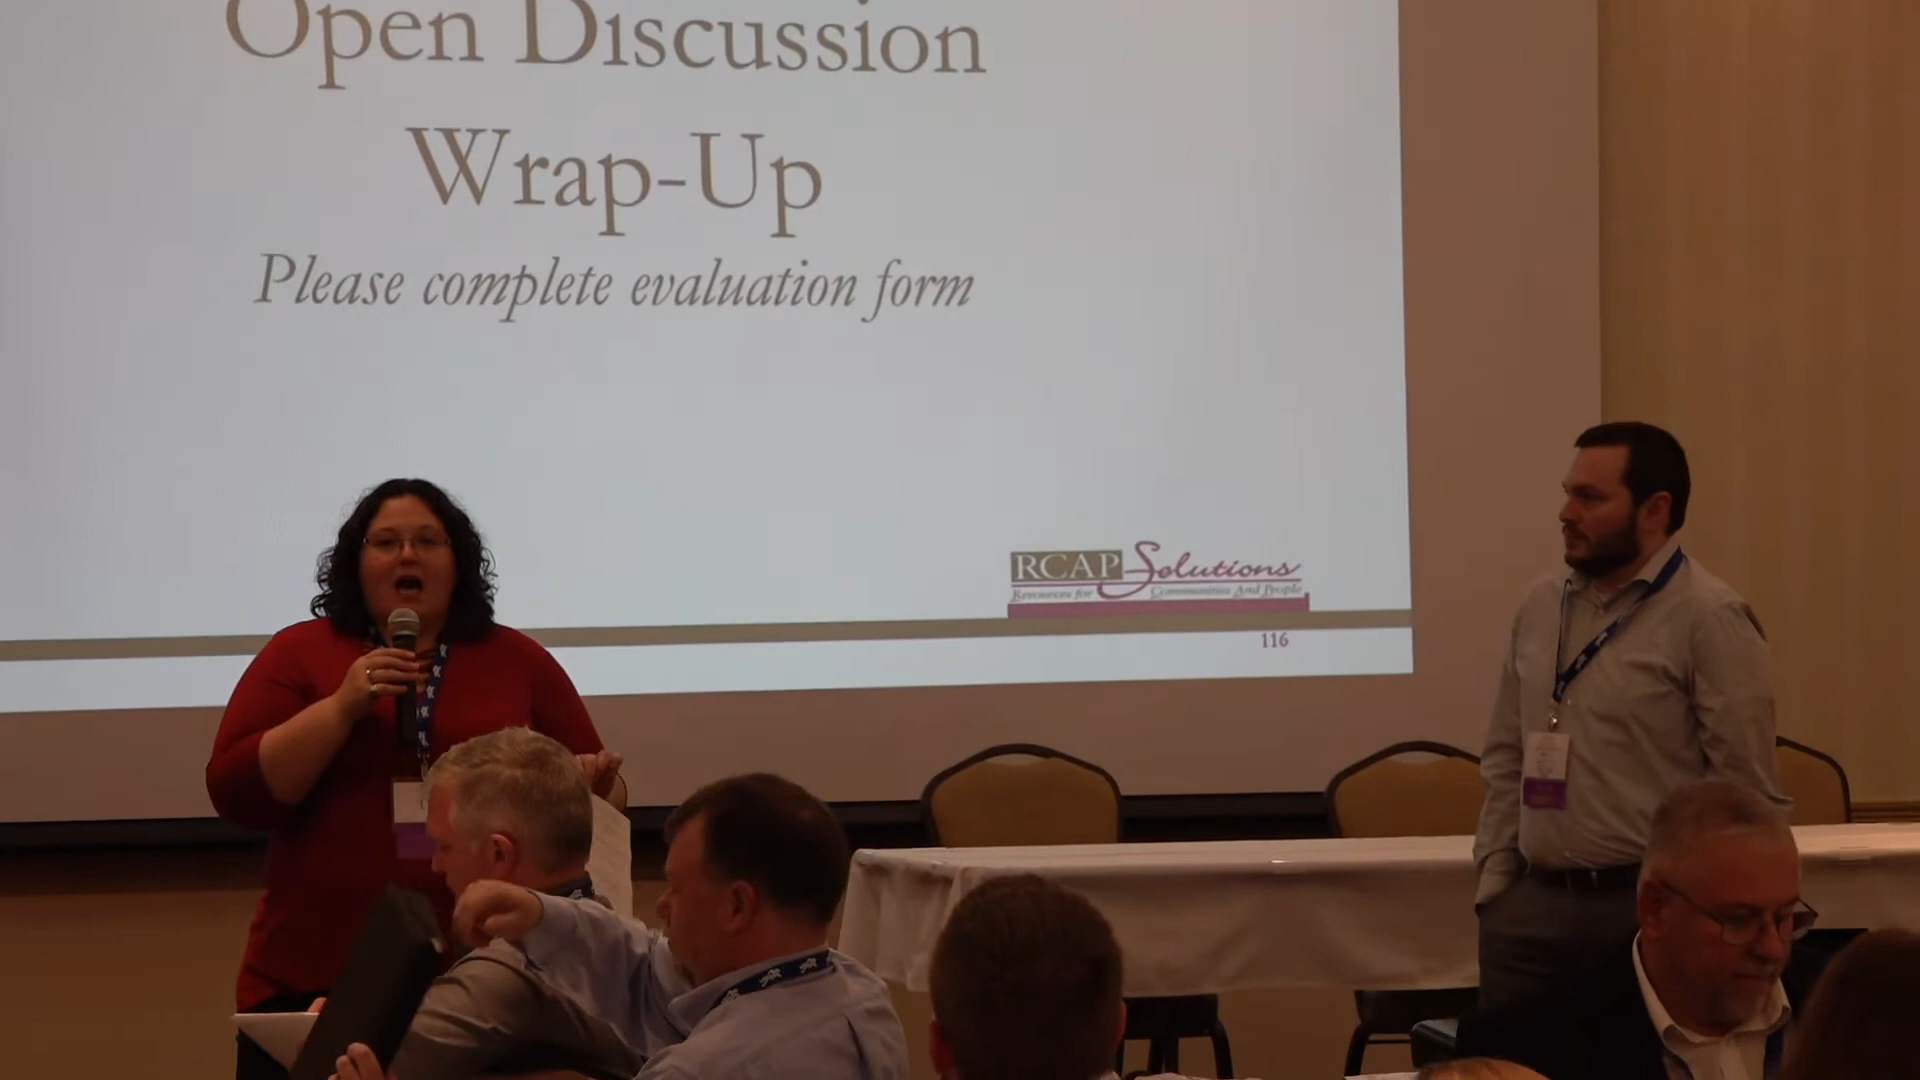 Open Discussion
Wrap-Up
Please complete evaluation form
RCAP Solutions
Resources for Communities And People
116